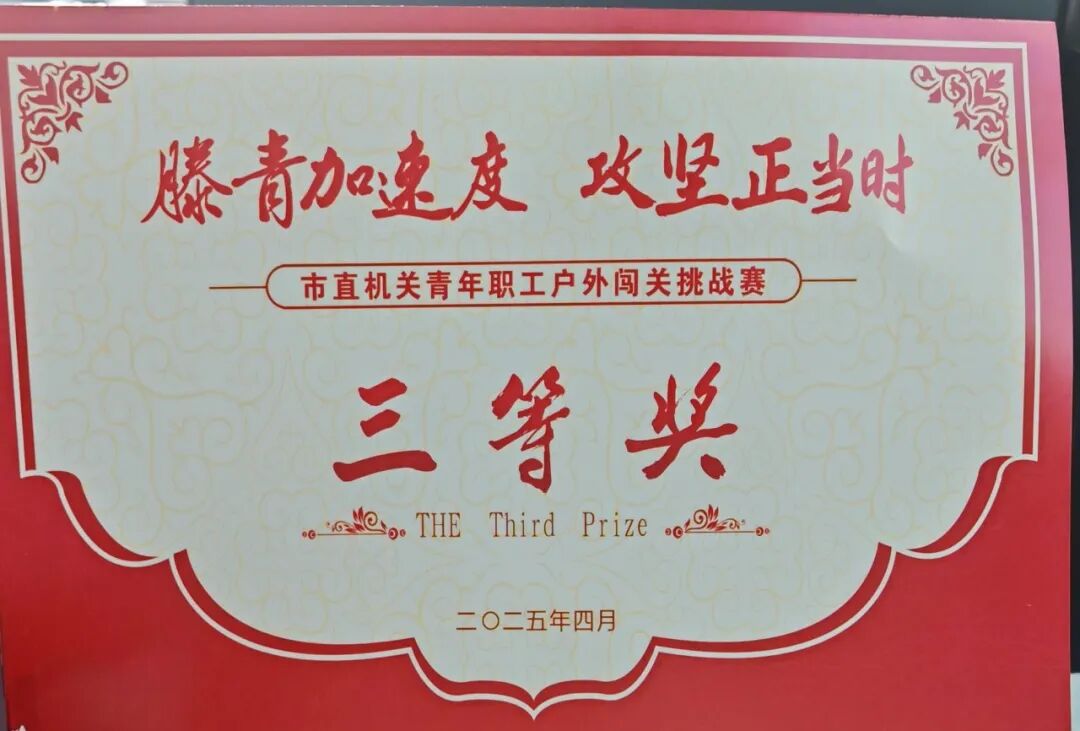 滕青加速度 攻坚正当时
市直机关青年职工户外闯关挑战赛
三等奖
THE Third Prize
二〇二五年四月